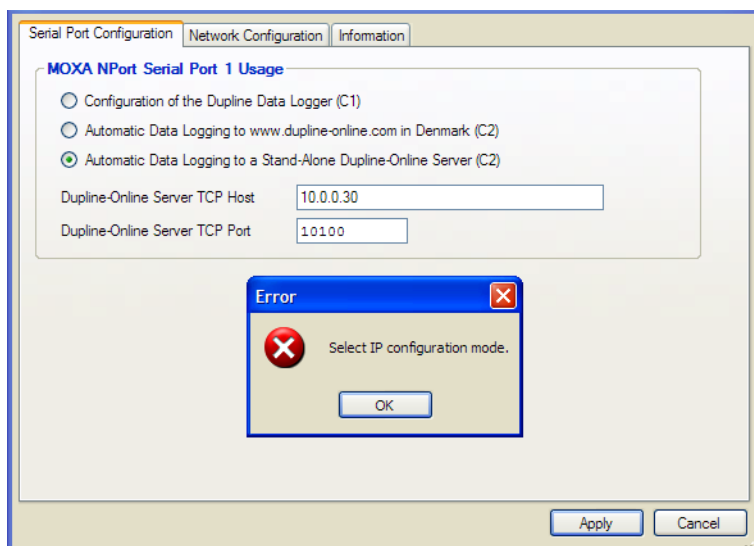 Serial Port Configuration Network Configuration Information
MOXA NPort Serial Port 1 Usage
Configuration of the Dupline Data Logger (C1)
Automatic Data Logging to www.dupline-online.com in Denmark (C2)
Automatic Data Logging to a Stand-Alone Dupline-Online Server (C2)
Dupline-Online Server TCP Host 10.0.0.30
Dupline-Online Server TCP Port 10100
Error
Select IP configuration mode.
OK
Apply Cancel